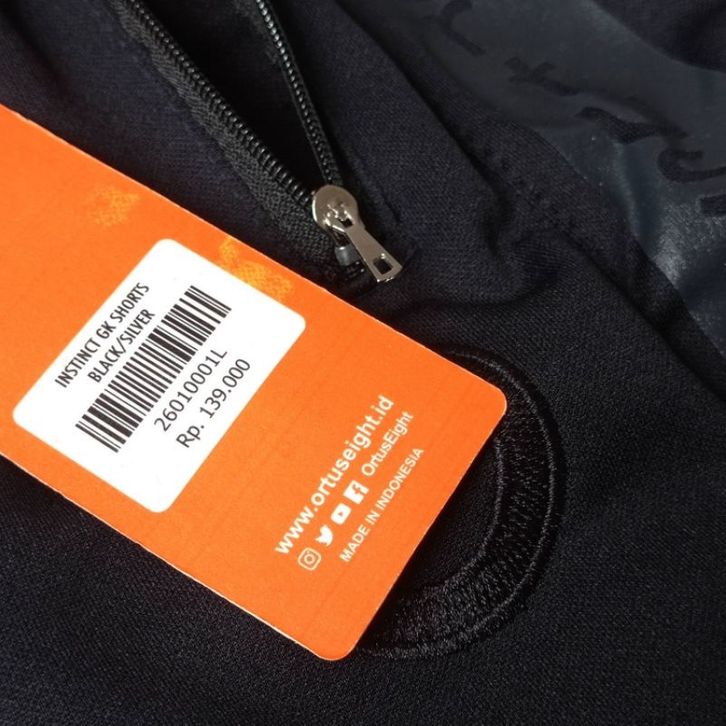 INSTINCT GK SHORTS
BLACK/SILVER
26010001L
Rp. 139.000
www.ortuseight.id
OrtusEight
MADE IN INDONESIA